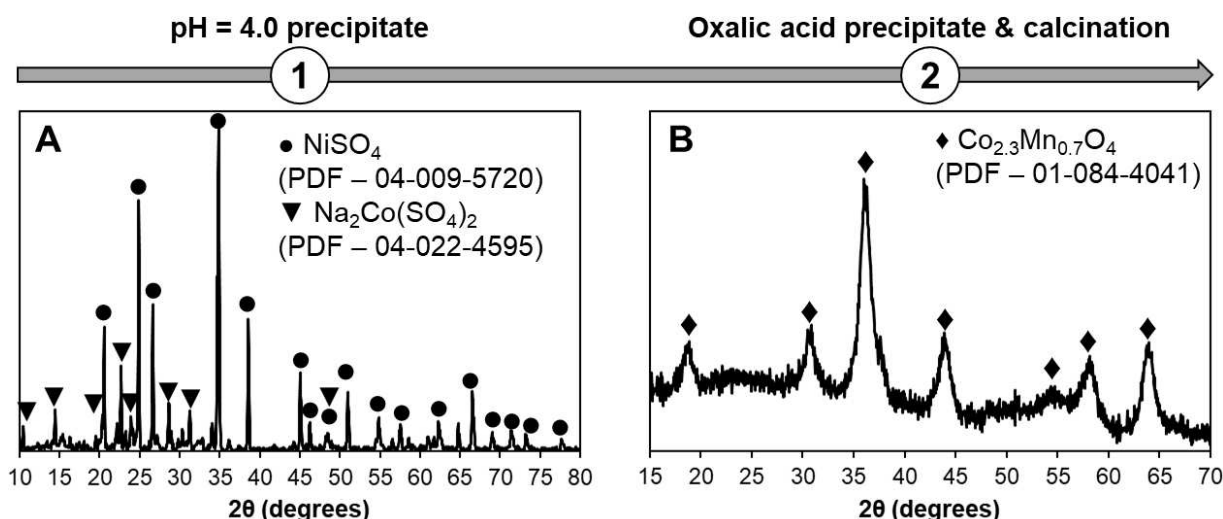 pH = 4.0 precipitate
Oxalic acid precipitate & calcination
1
2
A
● NiSO₄
(PDF – 04-009-5720)
▼ Na₂Co(SO₄)₂
(PDF – 04-022-4595)
10 15 20 25 30 35 40 45 50 55 60 65 70 75 80
2θ (degrees)
B
♦ Co₂.₃Mn₀.₇O₄
(PDF – 01-084-4041)
15 20 25 30 35 40 45 50 55 60 65 70
2θ (degrees)